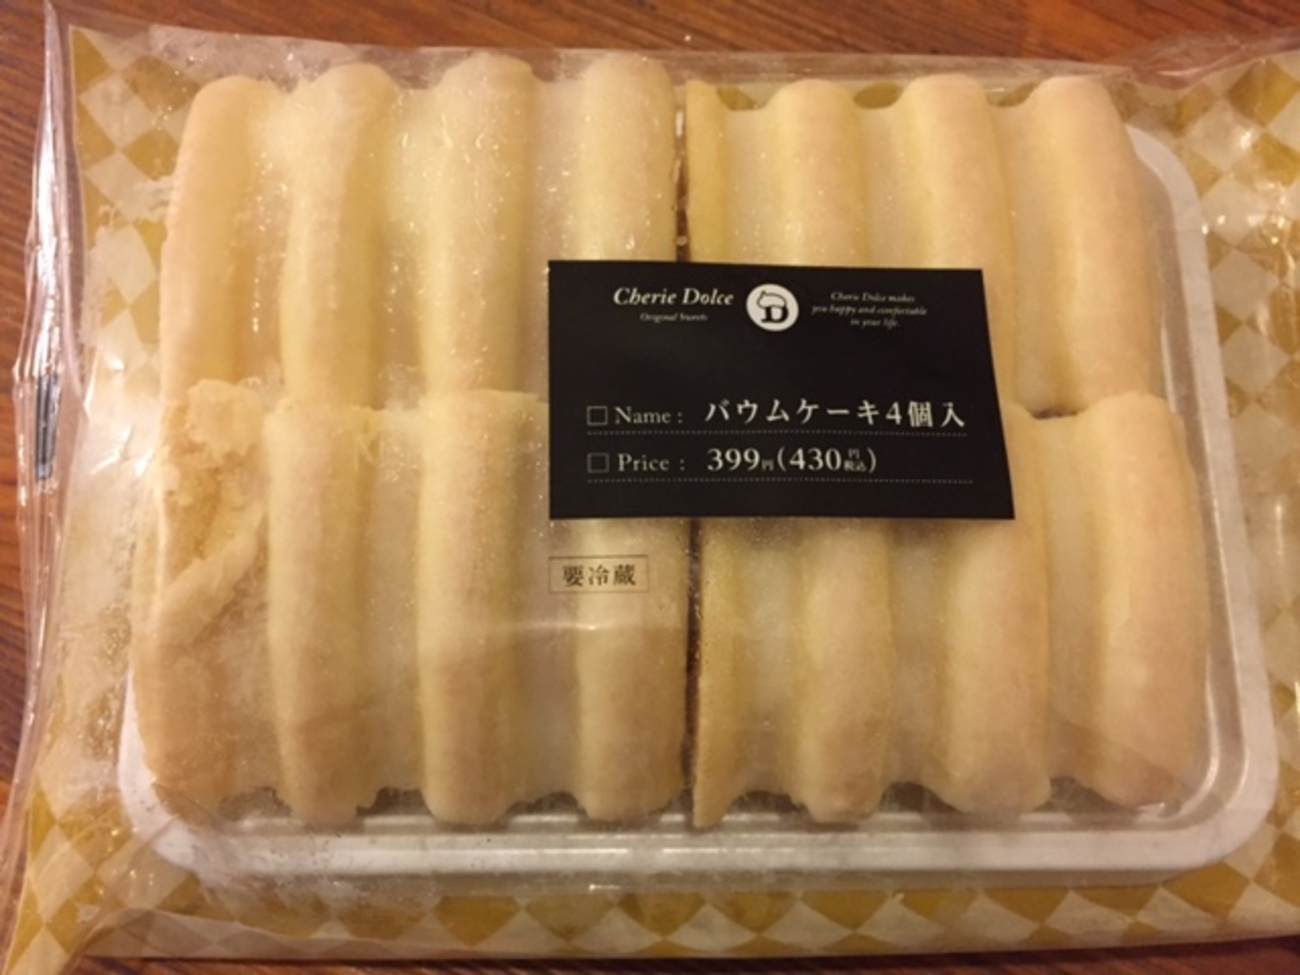 Cherie Dolce
Original Sweets
D
Cherie Dolce makes
you happy and comfortable
in your life.
□ Name : バウムケーキ4個入
□ Price : 399円(430円税込)
要冷蔵